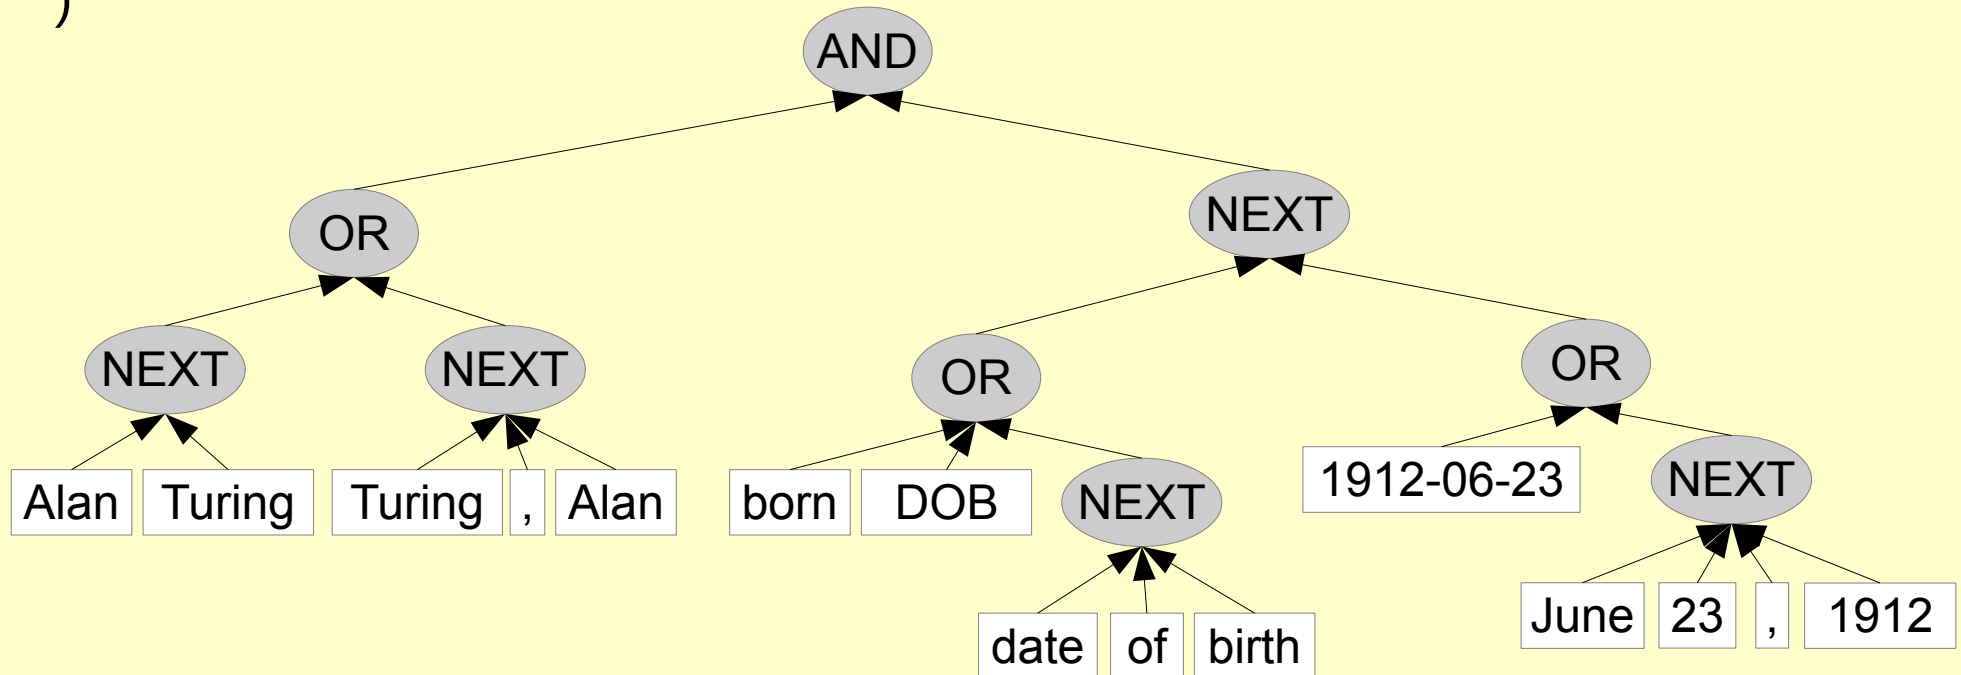 )
AND
OR NEXT
NEXT NEXT OR OR
Alan Turing Turing , Alan born DOB NEXT 1912-06-23 NEXT
date of birth June 23 , 1912